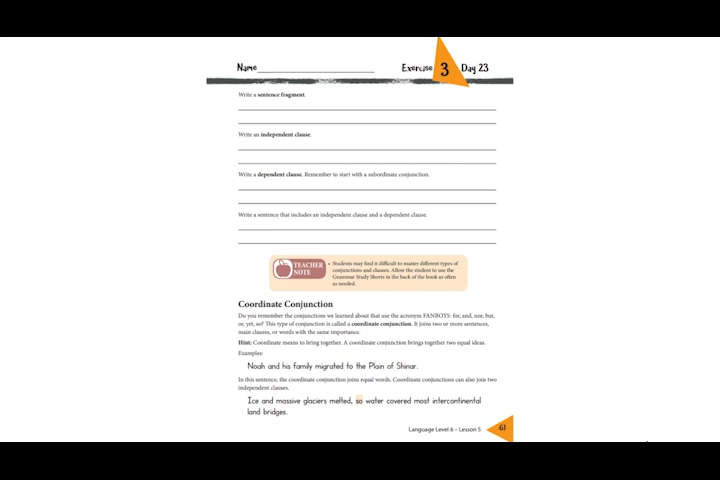 Name
Exercise 3 Day 23
Write a sentence fragment.
Write an independent clause.
Write a dependent clause. Remember to start with a subordinate conjunction.
Write a sentence that includes an independent clause and a dependent clause.
TEACHER
NOTE
• Students may find it difficult to master different types of
conjunctions and clauses. Allow the student to use the
Grammar Study Sheets in the back of the book as often
as needed.
Coordinate Conjunction
Do you remember the conjunctions we learned about that use the acronym FANBOYS: for, and, nor, but,
or, yet, so? This type of conjunction is called a coordinate conjunction. It joins two or more sentences,
main clauses, or words with the same importance.
Hint: Coordinate means to bring together. A coordinate conjunction brings together two equal ideas.
Examples:
Noah and his family migrated to the Plain of Shinar.
In this sentence, the coordinate conjunction joins equal words. Coordinate conjunctions can also join two
independent clauses.
Ice and massive glaciers melted, so water covered most intercontinental
land bridges.
Language Level 6 – Lesson 5 61